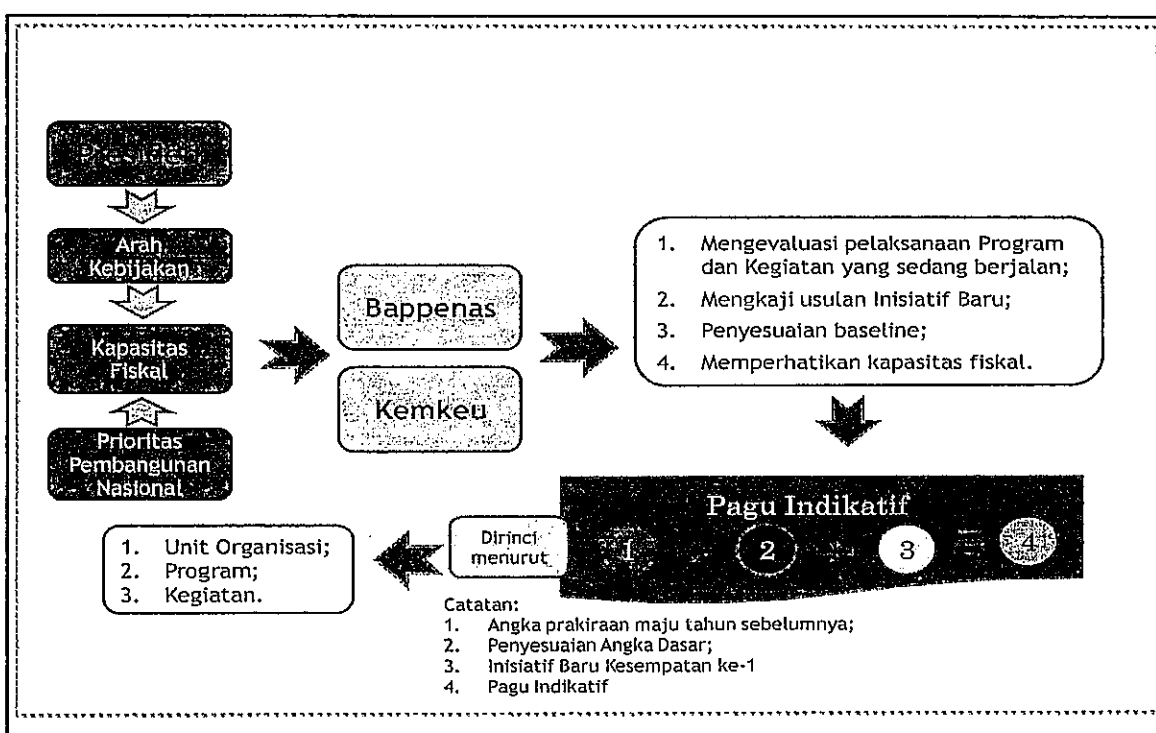 Presiden
Arah
Kebijakan
Kapasitas
Fiskal
Prioritas
Pembangunan
Nasional
Bappenas
Kemkeu
1. Mengevaluasi pelaksanaan Program
dan Kegiatan yang sedang berjalan;
2. Mengkaji usulan Inisiatif Baru;
3. Penyesuaian baseline;
4. Memperhatikan kapasitas fiskal.
Pagu Indikatif
1 2 3 = 4
Dirinci
menurut
1. Unit Organisasi;
2. Program;
3. Kegiatan.
Catatan:
1. Angka prakiraan maju tahun sebelumnya;
2. Penyesuaian Angka Dasar;
3. Inisiatif Baru Kesempatan ke-1
4. Pagu Indikatif